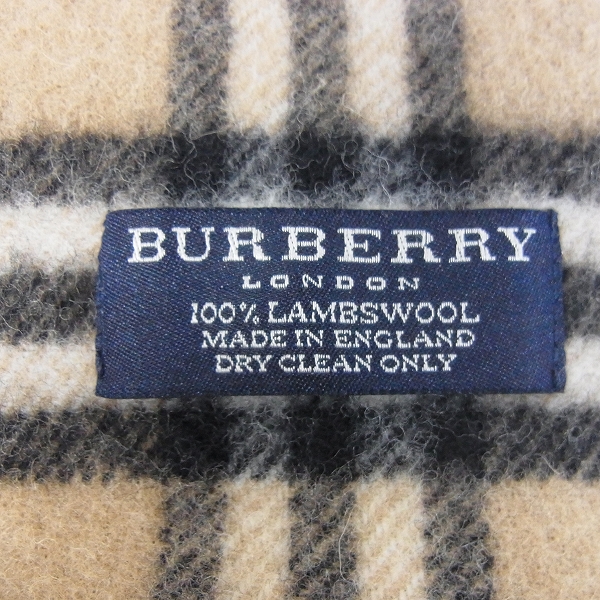 BURBERRY
LONDON
100% LAMBSWOOL
MADE IN ENGLAND
DRY CLEAN ONLY